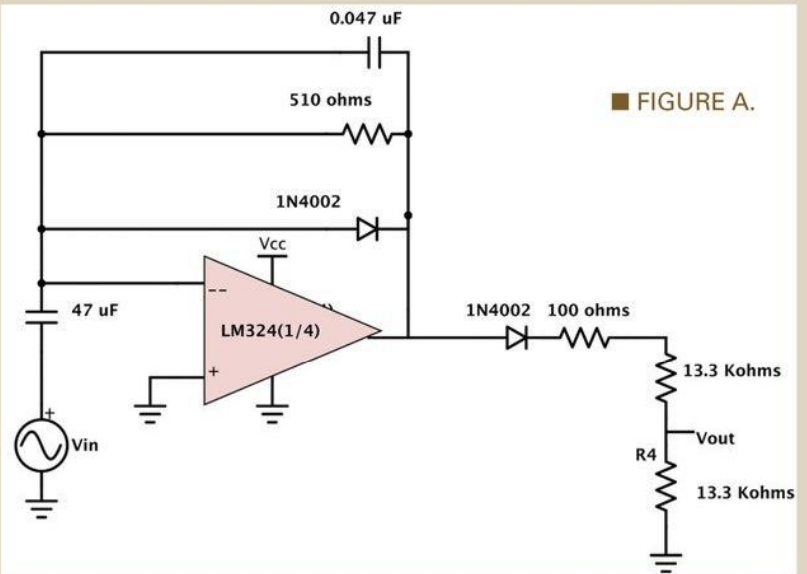 0.047 uF
510 ohms
■ FIGURE A.
1N4002
Vcc
--
47 uF
LM324(1/4)
1N4002 100 ohms
+
13.3 Kohms
+
Vin
Vout
R4
13.3 Kohms